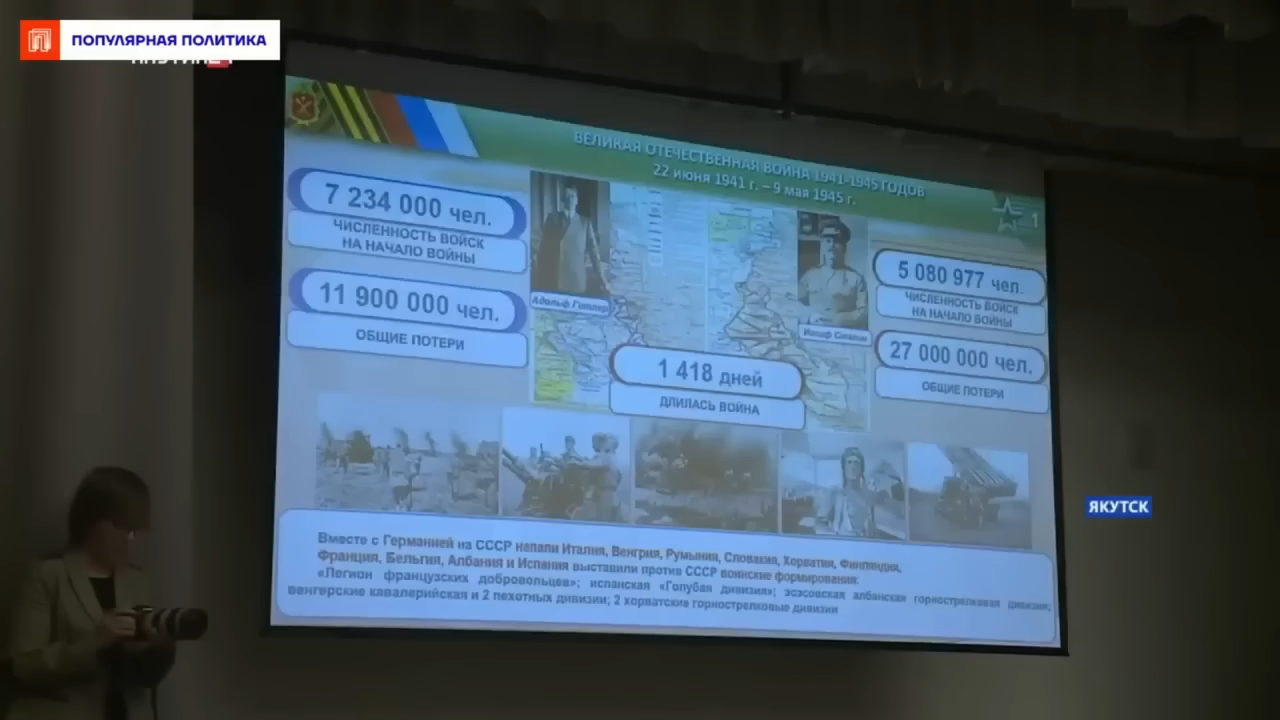 ПОПУЛЯРНАЯ ПОЛИТИКА
ВЕЛИКАЯ ОТЕЧЕСТВЕННАЯ ВОЙНА 1941-1945 ГОДОВ
22 июня 1941 г. – 9 мая 1945 г.
1
7 234 000 чел.
ЧИСЛЕННОСТЬ ВОЙСК
НА НАЧАЛО ВОЙНЫ
11 900 000 чел.
ОБЩИЕ ПОТЕРИ
Адольф Гитлер
Иосиф Сталин
5 080 977 чел.
ЧИСЛЕННОСТЬ ВОЙСК
НА НАЧАЛО ВОЙНЫ
27 000 000 чел.
ОБЩИЕ ПОТЕРИ
1 418 дней
ДЛИЛАСЬ ВОЙНА
ЯКУТСК
Вместе с Германией на СССР напали Италия, Венгрия, Румыния, Словакия, Хорватия, Финляндия,
Франция, Бельгия, Албания и Испания выставили против СССР воинские формирования:
«Легион французских добровольцев»; испанская «Голубая дивизия»; эсэсовская албанская горнострелковая дивизия;
венгерские кавалерийская и 2 пехотных дивизии; 2 хорватские горнострелковые дивизии